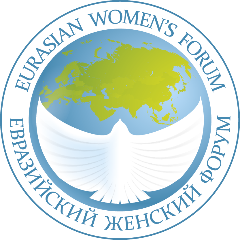 EURASIAN WOMEN'S FORUM
ЕВРАЗИЙСКИЙ ЖЕНСКИЙ ФОРУМ